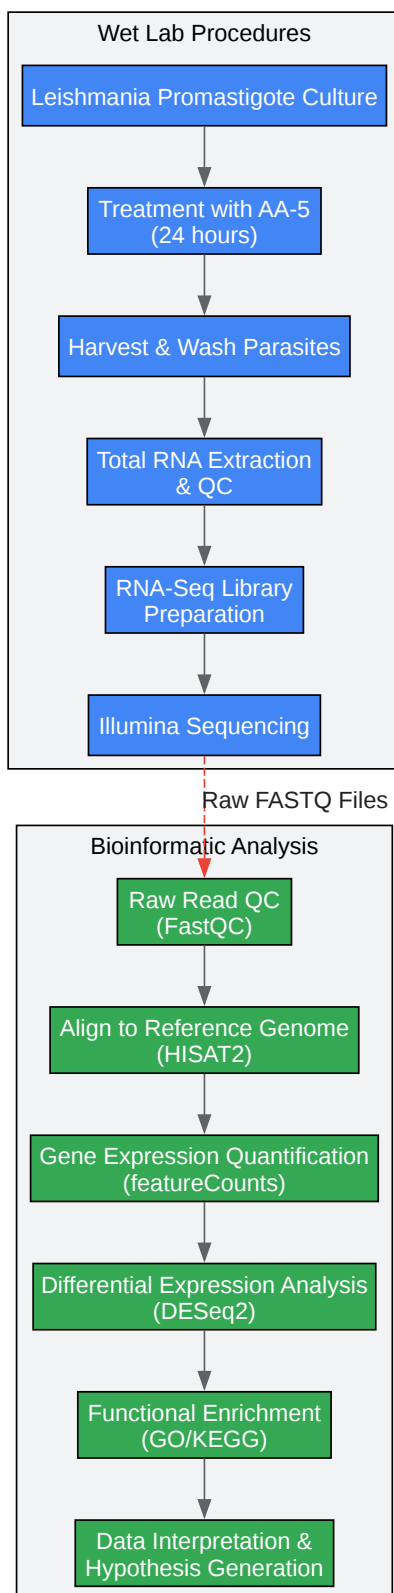 Wet Lab Procedures
Leishmania Promastigote Culture
Treatment with AA-5
(24 hours)
Harvest & Wash Parasites
Total RNA Extraction
& QC
RNA-Seq Library
Preparation
Illumina Sequencing
Raw FASTQ Files
Bioinformatic Analysis
Raw Read QC
(FastQC)
Align to Reference Genome
(HISAT2)
Gene Expression Quantification
(featureCounts)
Differential Expression Analysis
(DESeq2)
Functional Enrichment
(GO/KEGG)
Data Interpretation &
Hypothesis Generation